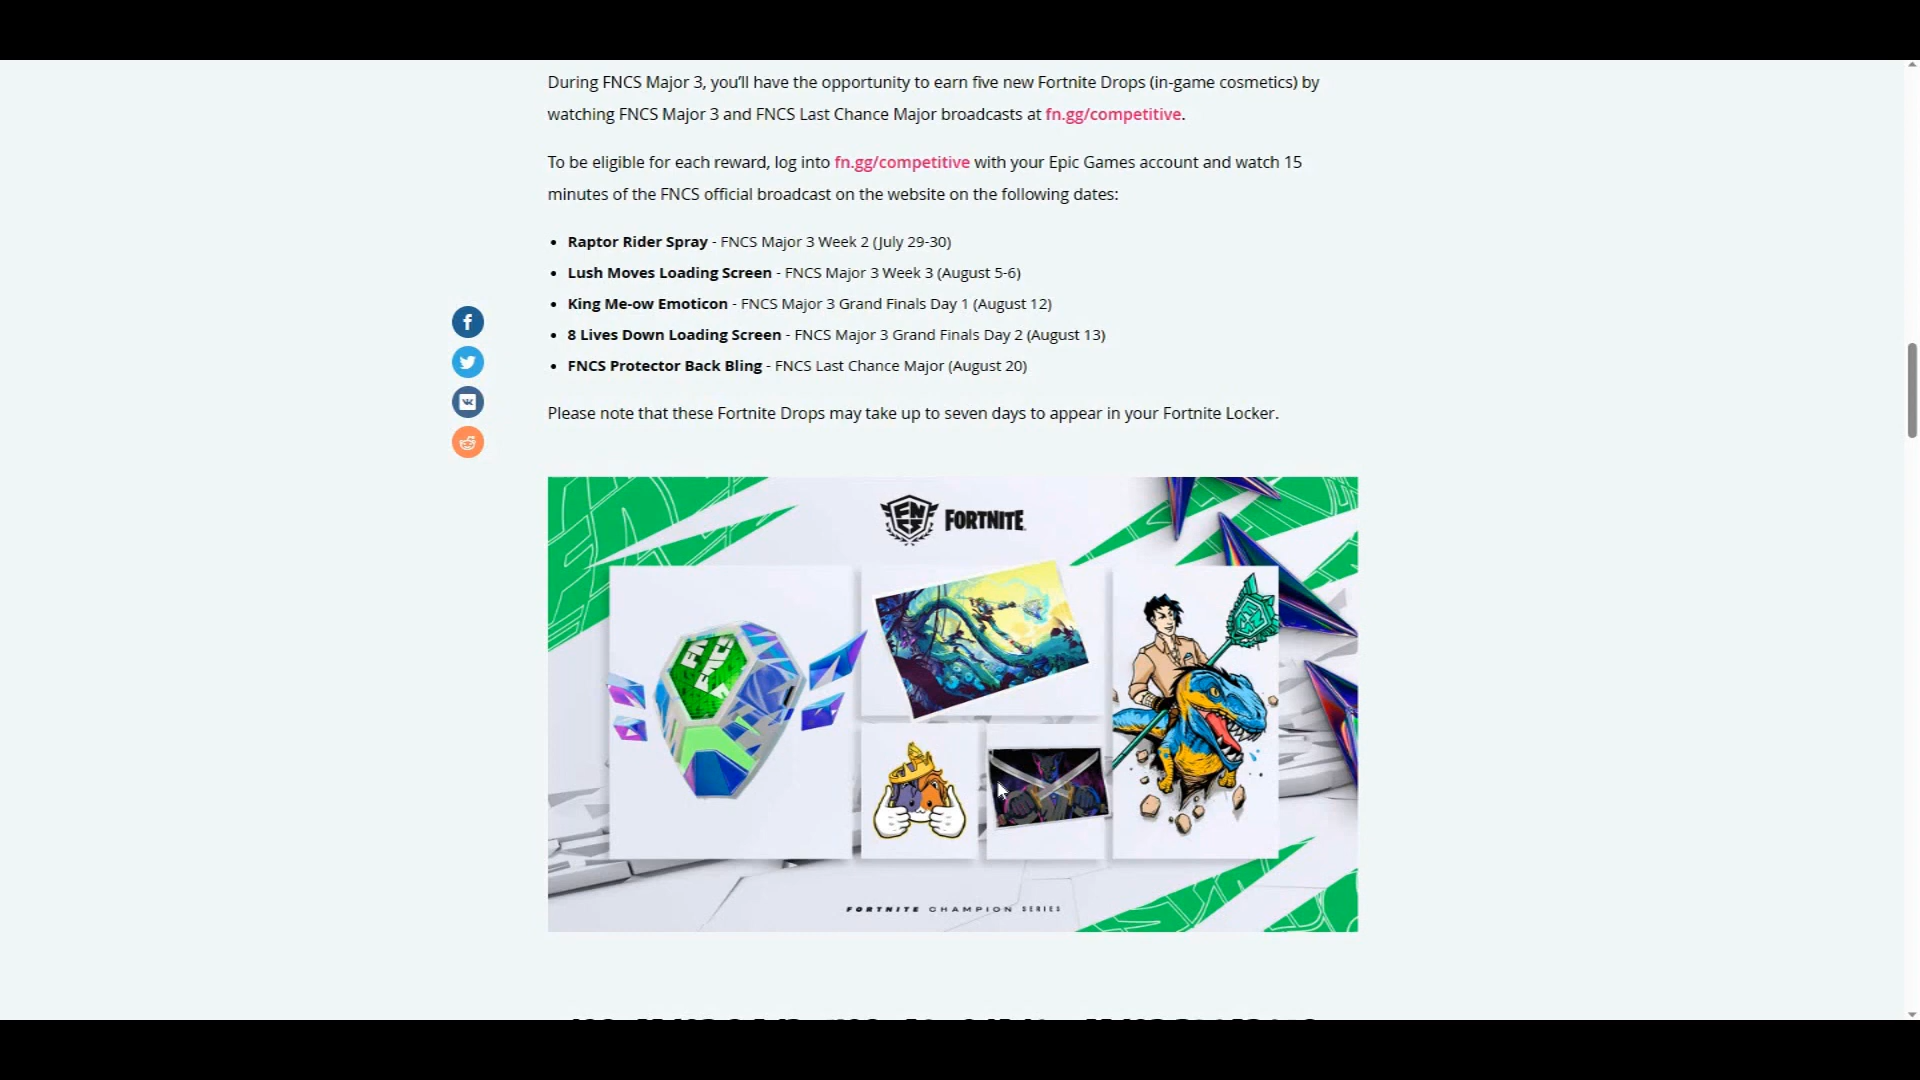 During FNCS Major 3, you'll have the opportunity to earn five new Fortnite Drops (in-game cosmetics) by
watching FNCS Major 3 and FNCS Last Chance Major broadcasts at fn.gg/competitive.
To be eligible for each reward, log into fn.gg/competitive with your Epic Games account and watch 15
minutes of the FNCS official broadcast on the website on the following dates:
• Raptor Rider Spray - FNCS Major 3 Week 2 (July 29-30)
• Lush Moves Loading Screen - FNCS Major 3 Week 3 (August 5-6)
• King Me-ow Emoticon - FNCS Major 3 Grand Finals Day 1 (August 12)
• 8 Lives Down Loading Screen - FNCS Major 3 Grand Finals Day 2 (August 13)
• FNCS Protector Back Bling - FNCS Last Chance Major (August 20)
Please note that these Fortnite Drops may take up to seven days to appear in your Fortnite Locker.
FNCS FORTNITE
FNCS
FORTNITE CHAMPION SERIES